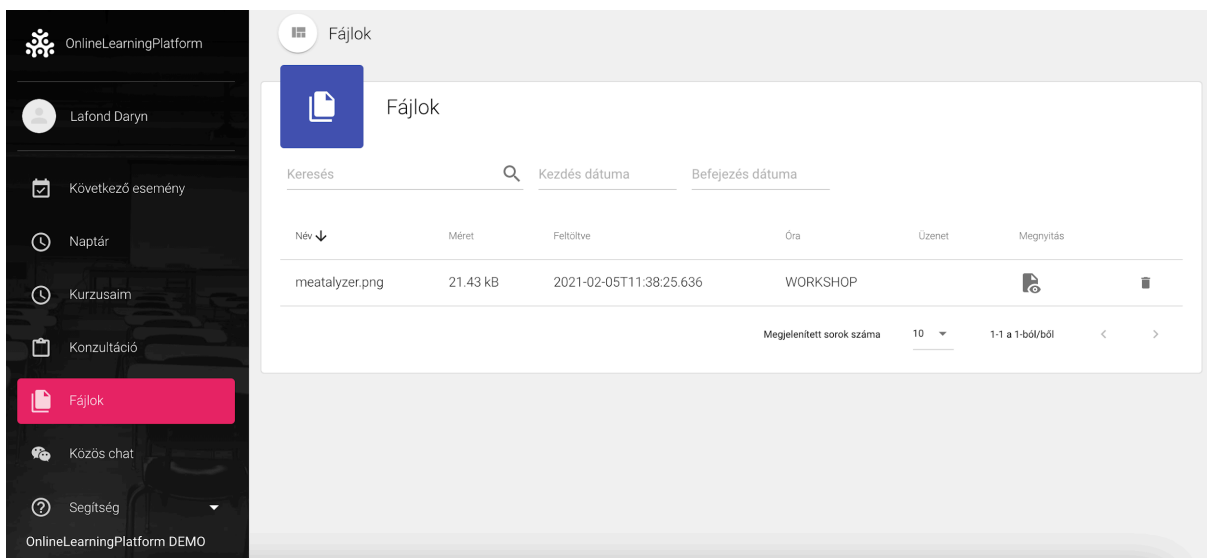 OnlineLearningPlatform
Lafond Daryn
Következő esemény
Naptár
Kurzusaim
Konzultáció
Fájlok
Közös chat
Segítség
OnlineLearningPlatform DEMO
Fájlok
Fájlok
Keresés Kezdés dátuma Befejezés dátuma
Név Méret Feltöltve Óra Üzenet Megnyitás
meatalyzer.png 21.43 kB 2021-02-05T11:38:25.636 WORKSHOP
Megjelenített sorok száma 10 1-1 a 1-ból/ből